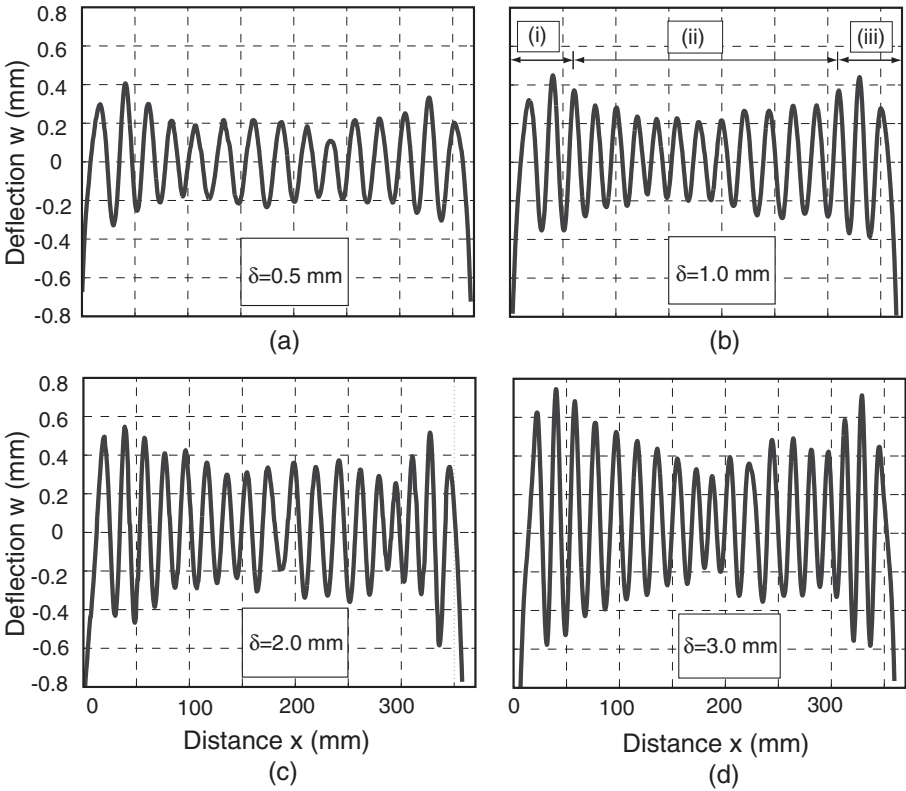 0.8
0.6
0.4
0.2
0
-0.2
-0.4
-0.6
-0.8
Deflection w (mm)
δ=0.5 mm
(a)
(i)
(ii)
(iii)
δ=1.0 mm
(b)
0.8
0.6
0.4
0.2
0
-0.2
-0.4
-0.6
-0.8
Deflection w (mm)
δ=2.0 mm
0 100 200 300
Distance x (mm)
(c)
δ=3.0 mm
0 100 200 300
Distance x (mm)
(d)